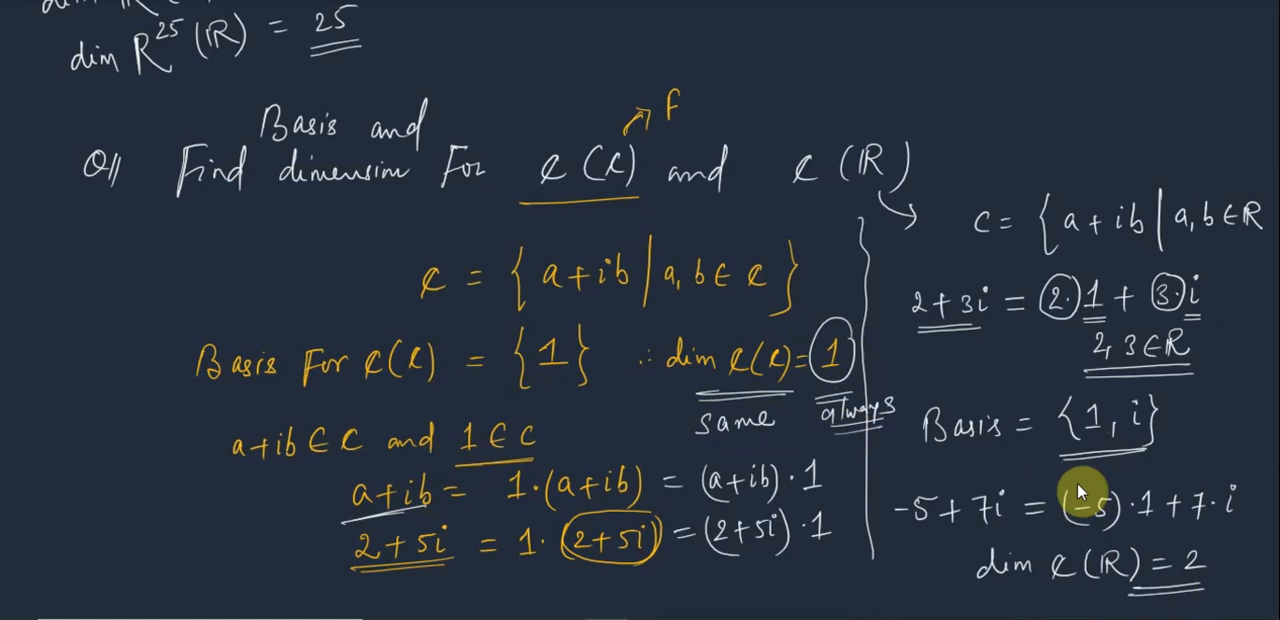 dim R²⁵ (ℝ) = 25
Basis and
Q|| Find dimension For ₵ (₵) and ₵ (ℝ)
F
₵ = { a + ib | a, b ∈ ₵ }
Basis For ₵(₵) = { 1 } ∴ dim ₵(₵) = 1
same always
a + ib ∈ C and 1 ∈ C
a + ib = 1 · (a + ib) = (a + ib) · 1
2 + 5i = 1 · (2 + 5i) = (2 + 5i) · 1
C = { a + ib | a, b ∈ R
2 + 3i = 2 · 1 + 3 · i
2, 3 ∈ R
Basis = { 1 , i }
-5 + 7i = (-5) · 1 + 7 · i
dim ₵ (ℝ) = 2